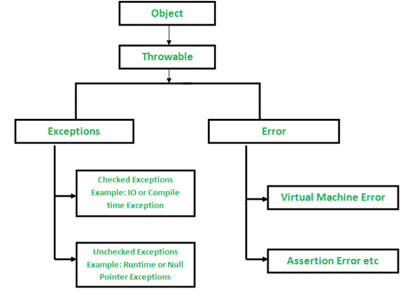 Object
Throwable
Exceptions
Error
Checked Exceptions
Example: IO or Compile
time Exception
Virtual Machine Error
Unchecked Exceptions
Example: Runtime or Null
Pointer Exceptions
Assertion Error etc